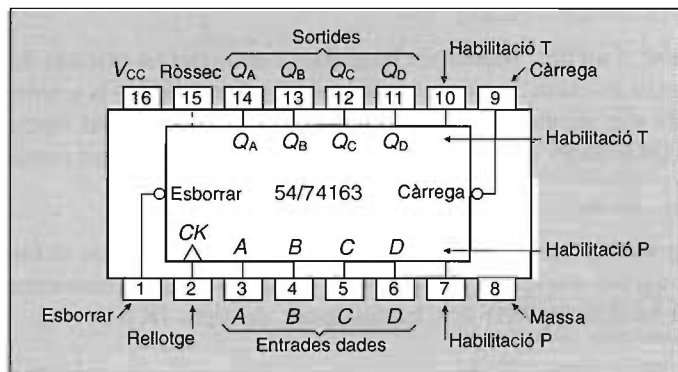 Sortides
Habilitació T
Càrrega
V_CC Ròssec Q_A Q_B Q_C Q_D
16 15 14 13 12 11 10 9
Q_A Q_B Q_C Q_D
Habilitació T
Esborrar 54/74163 Càrrega
CK A B C D
Habilitació P
1 2 3 4 5 6 7 8
Esborrar
Rellotge
A B C D
Massa
Entrades dades
Habilitació P